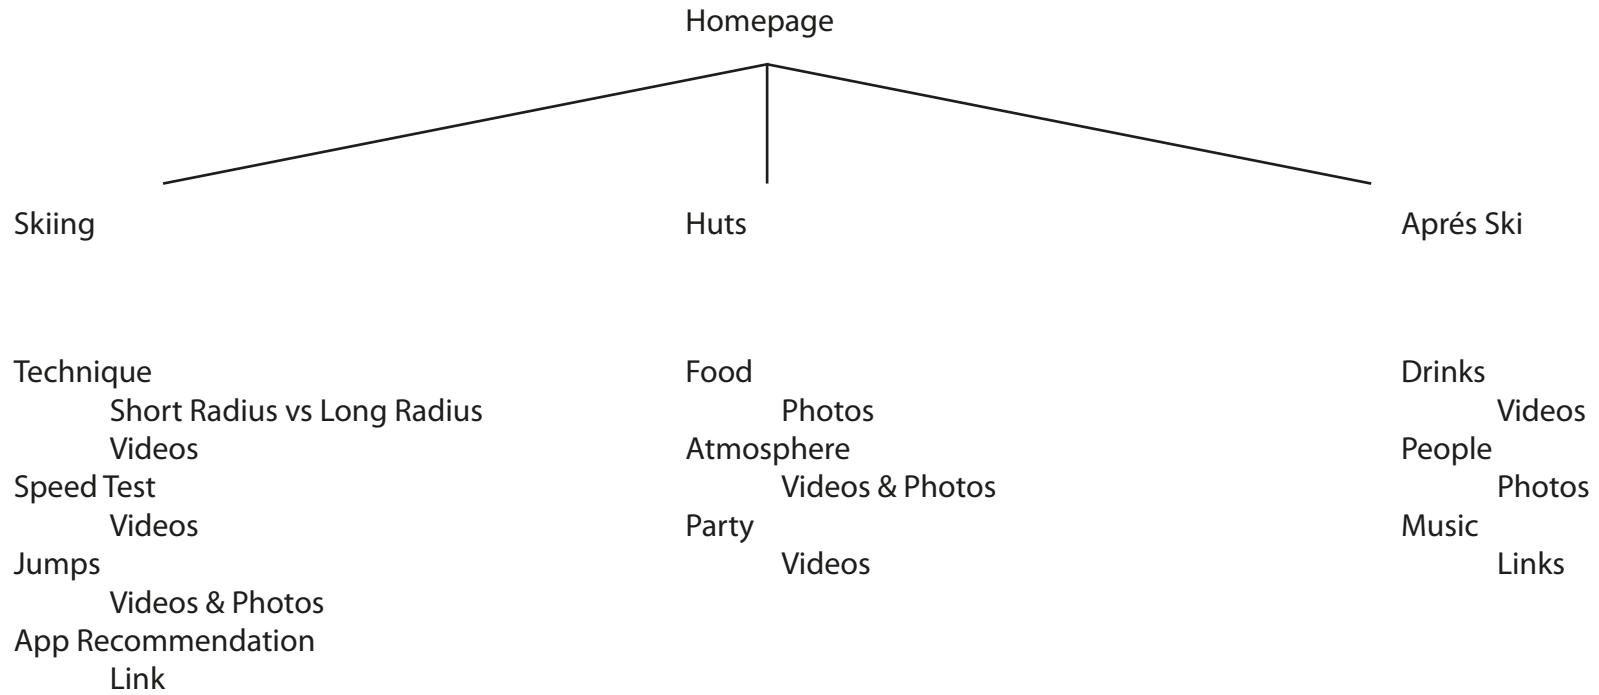 Homepage
Skiing
Huts
Aprés Ski
Technique
Short Radius vs Long Radius
Videos
Speed Test
Videos
Jumps
Videos & Photos
App Recommendation
Link
Food
Photos
Atmosphere
Videos & Photos
Party
Videos
Drinks
Videos
People
Photos
Music
Links